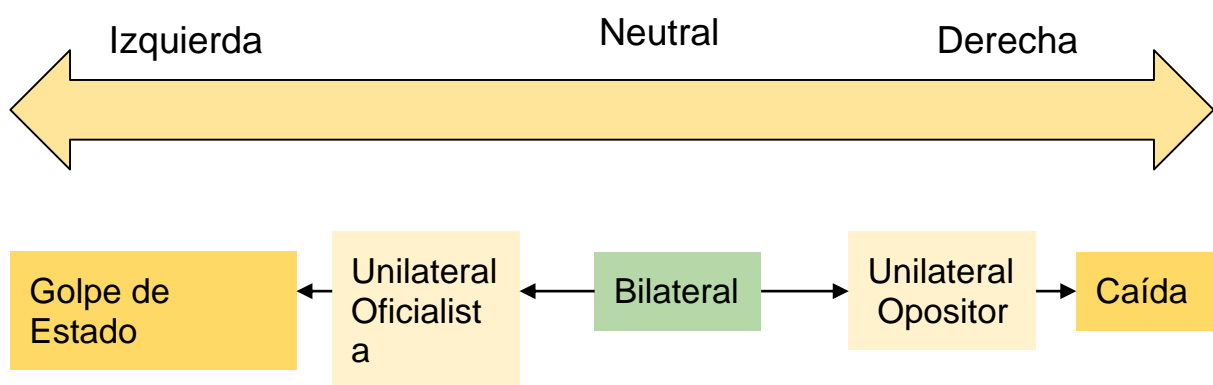 Izquierda
Neutral
Derecha
Golpe de
Estado
Unilateral
Oficialist
a
Bilateral
Unilateral
Opositor
Caída